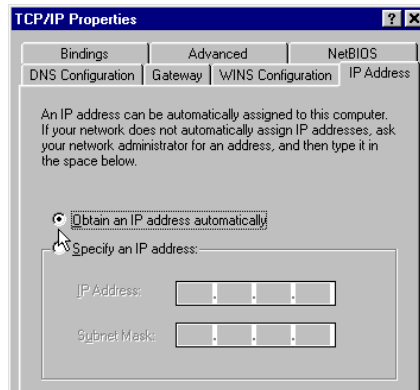 TCP/IP Properties
Bindings Advanced NetBIOS
DNS Configuration Gateway WINS Configuration IP Address
An IP address can be automatically assigned to this computer.
If your network does not automatically assign IP addresses, ask
your network administrator for an address, and then type it in
the space below.
Obtain an IP address automatically
Specify an IP address:
IP Address:
Subnet Mask: